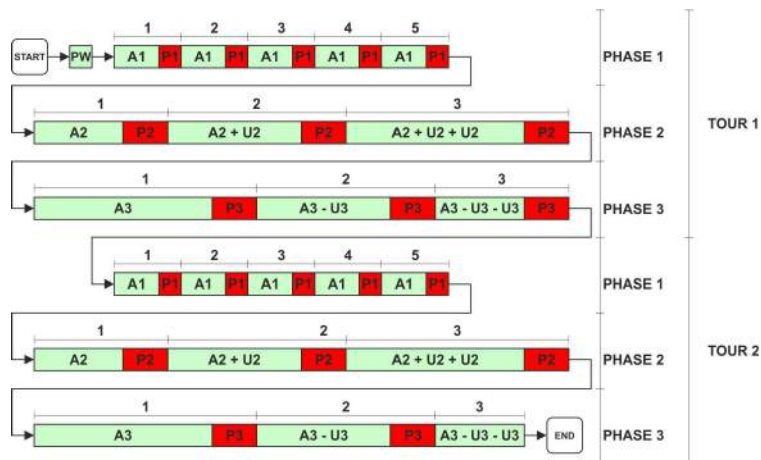 1 2 3 4 5
START PW A1 P1 A1 P1 A1 P1 A1 P1 A1 P1 PHASE 1
1 2 3
A2 P2 A2 + U2 P2 A2 + U2 + U2 P2 PHASE 2 TOUR 1
1 2 3
A3 P3 A3 - U3 P3 A3 - U3 - U3 P3 PHASE 3
1 2 3 4 5
A1 P1 A1 P1 A1 P1 A1 P1 A1 P1 PHASE 1
1 2 3
A2 P2 A2 + U2 P2 A2 + U2 + U2 P2 PHASE 2 TOUR 2
1 2 3
A3 P3 A3 - U3 P3 A3 - U3 - U3 END PHASE 3